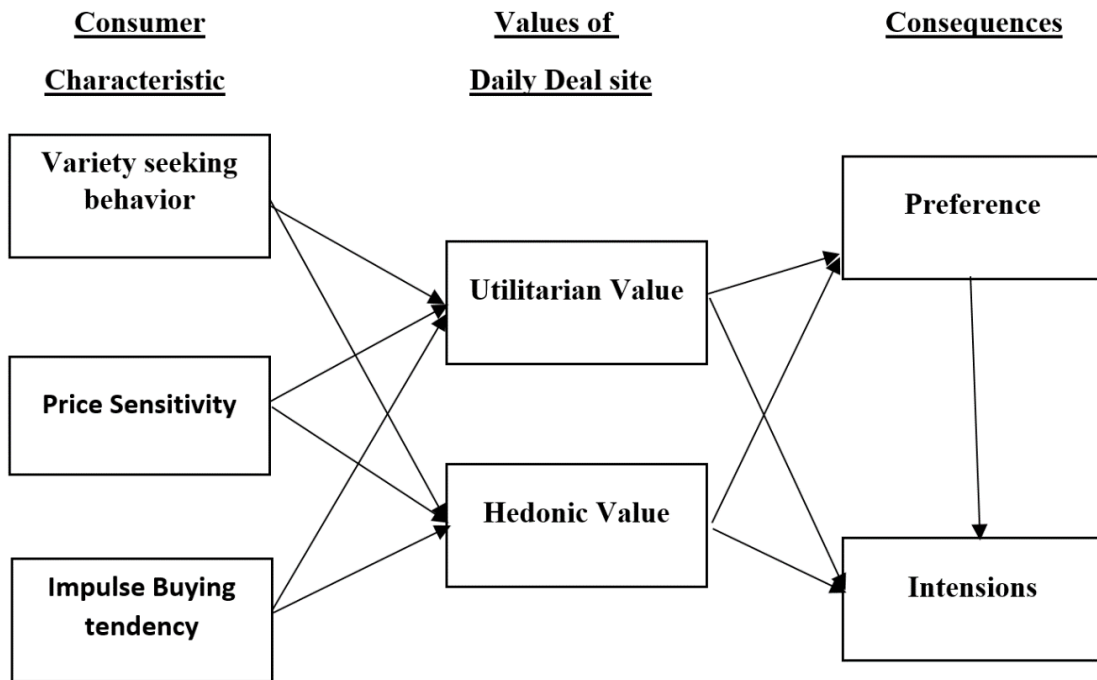 Consumer
Characteristic
Values of
Daily Deal site
Consequences
Variety seeking
behavior
Preference
Utilitarian Value
Price Sensitivity
Hedonic Value
Impulse Buying
tendency
Intensions